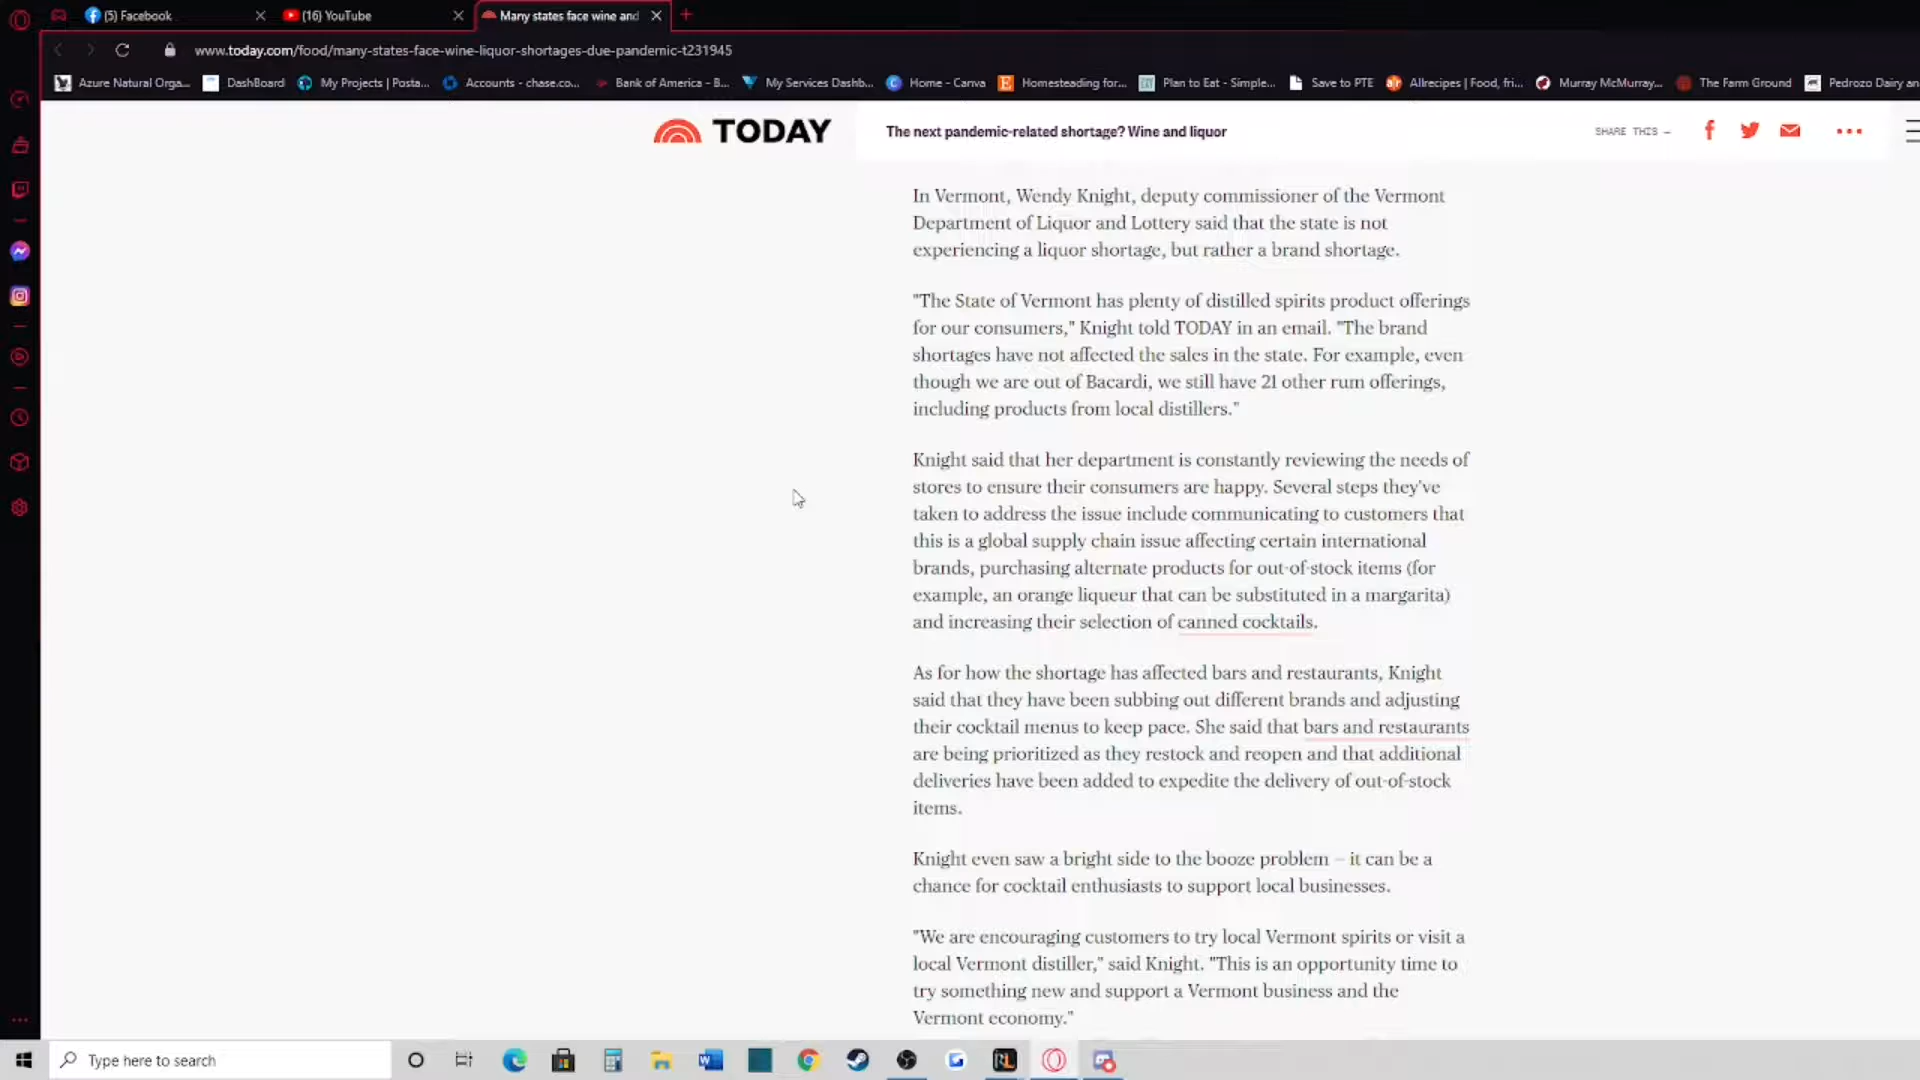 (5) Facebook
(16) YouTube
Many states face wine and
www.today.com/food/many-states-face-wine-liquor-shortages-due-pandemic-t231945
Azure Natural Orga...
DashBoard
My Projects | Posta...
Accounts - chase.co...
Bank of America - B...
My Services Dashb...
Home - Canva
Homesteading for...
Plan to Eat - Simple...
Save to PTE
Allrecipes | Food, fri...
Murray McMurray...
The Farm Ground
Pedrozo Dairy an
TODAY
The next pandemic-related shortage? Wine and liquor
SHARE THIS –
In Vermont, Wendy Knight, deputy commissioner of the Vermont
Department of Liquor and Lottery said that the state is not
experiencing a liquor shortage, but rather a brand shortage.
"The State of Vermont has plenty of distilled spirits product offerings
for our consumers," Knight told TODAY in an email. "The brand
shortages have not affected the sales in the state. For example, even
though we are out of Bacardi, we still have 21 other rum offerings,
including products from local distillers."
Knight said that her department is constantly reviewing the needs of
stores to ensure their consumers are happy. Several steps they've
taken to address the issue include communicating to customers that
this is a global supply chain issue affecting certain international
brands, purchasing alternate products for out-of-stock items (for
example, an orange liqueur that can be substituted in a margarita)
and increasing their selection of canned cocktails.
As for how the shortage has affected bars and restaurants, Knight
said that they have been subbing out different brands and adjusting
their cocktail menus to keep pace. She said that bars and restaurants
are being prioritized as they restock and reopen and that additional
deliveries have been added to expedite the delivery of out-of-stock
items.
Knight even saw a bright side to the booze problem – it can be a
chance for cocktail enthusiasts to support local businesses.
"We are encouraging customers to try local Vermont spirits or visit a
local Vermont distiller," said Knight. "This is an opportunity time to
try something new and support a Vermont business and the
Vermont economy."
Type here to search